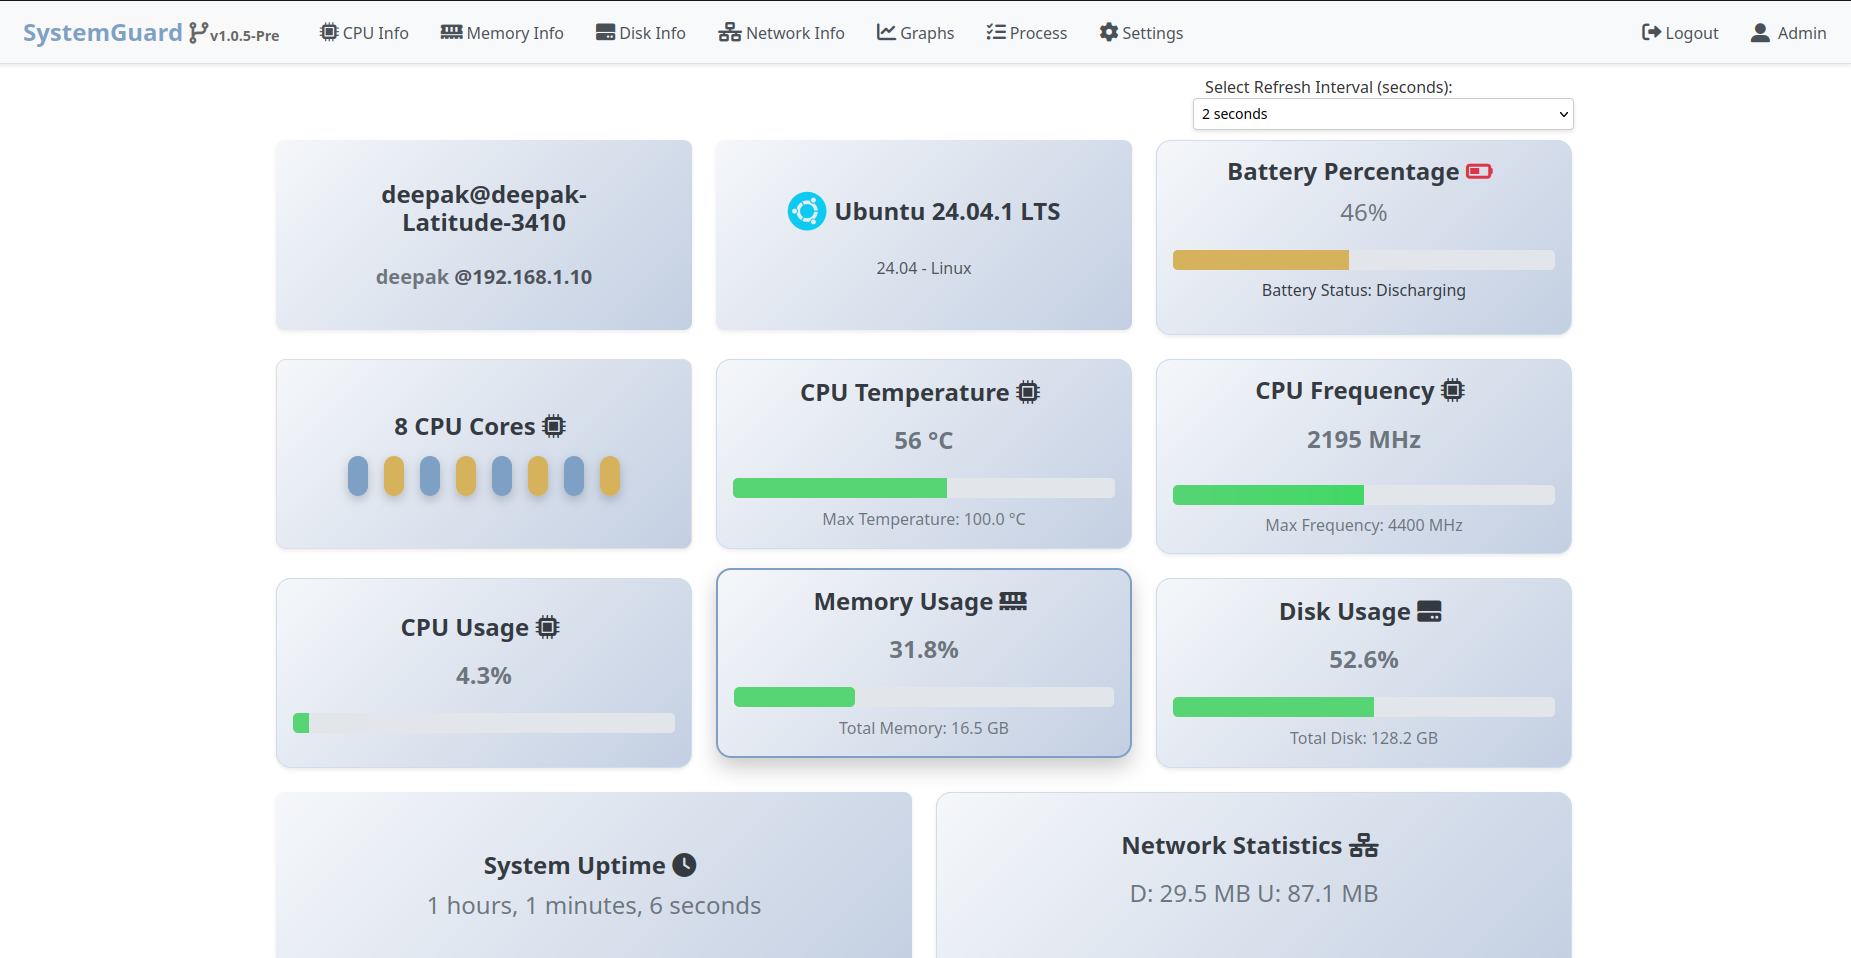 SystemGuard v1.0.5-Pre CPU Info Memory Info Disk Info Network Info Graphs Process Settings Logout Admin
Select Refresh Interval (seconds):
2 seconds
deepak@deepak-
Latitude-3410
deepak @192.168.1.10
Ubuntu 24.04.1 LTS
24.04 - Linux
Battery Percentage
46%
Battery Status: Discharging
8 CPU Cores
CPU Temperature
56 °C
Max Temperature: 100.0 °C
CPU Frequency
2195 MHz
Max Frequency: 4400 MHz
CPU Usage
4.3%
Memory Usage
31.8%
Total Memory: 16.5 GB
Disk Usage
52.6%
Total Disk: 128.2 GB
System Uptime
1 hours, 1 minutes, 6 seconds
Network Statistics
D: 29.5 MB U: 87.1 MB